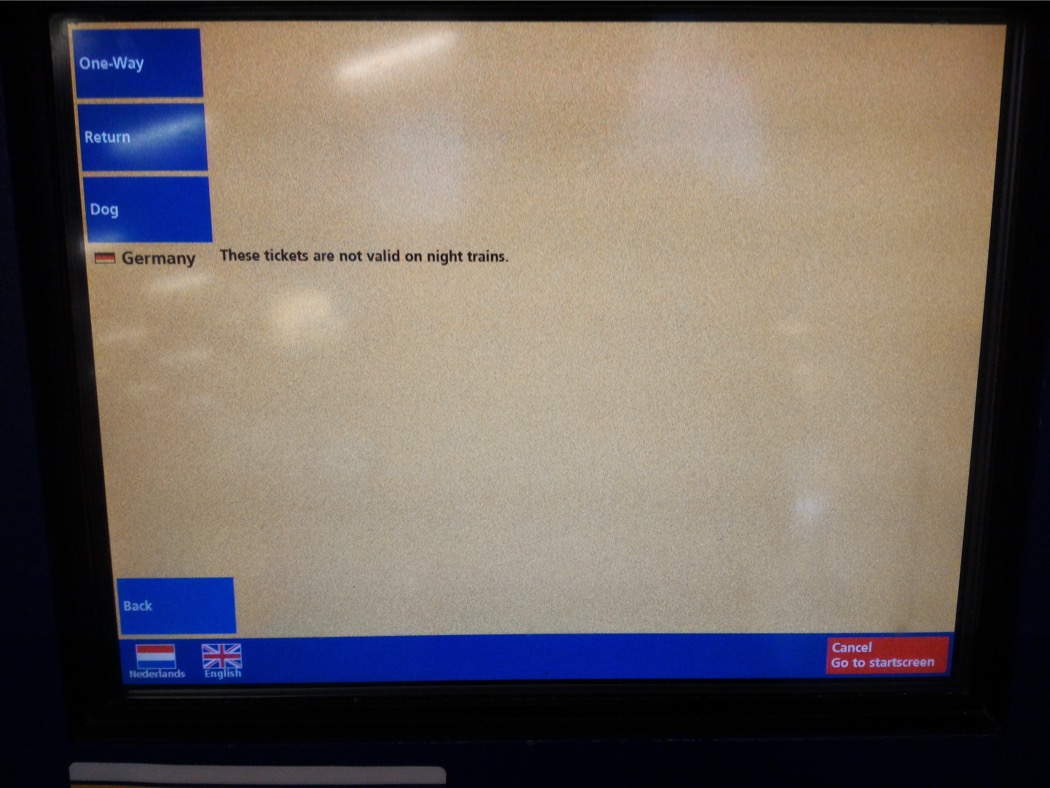 One-Way
Return
Dog
Germany These tickets are not valid on night trains.
Back
Nederlands English
Cancel
Go to startscreen